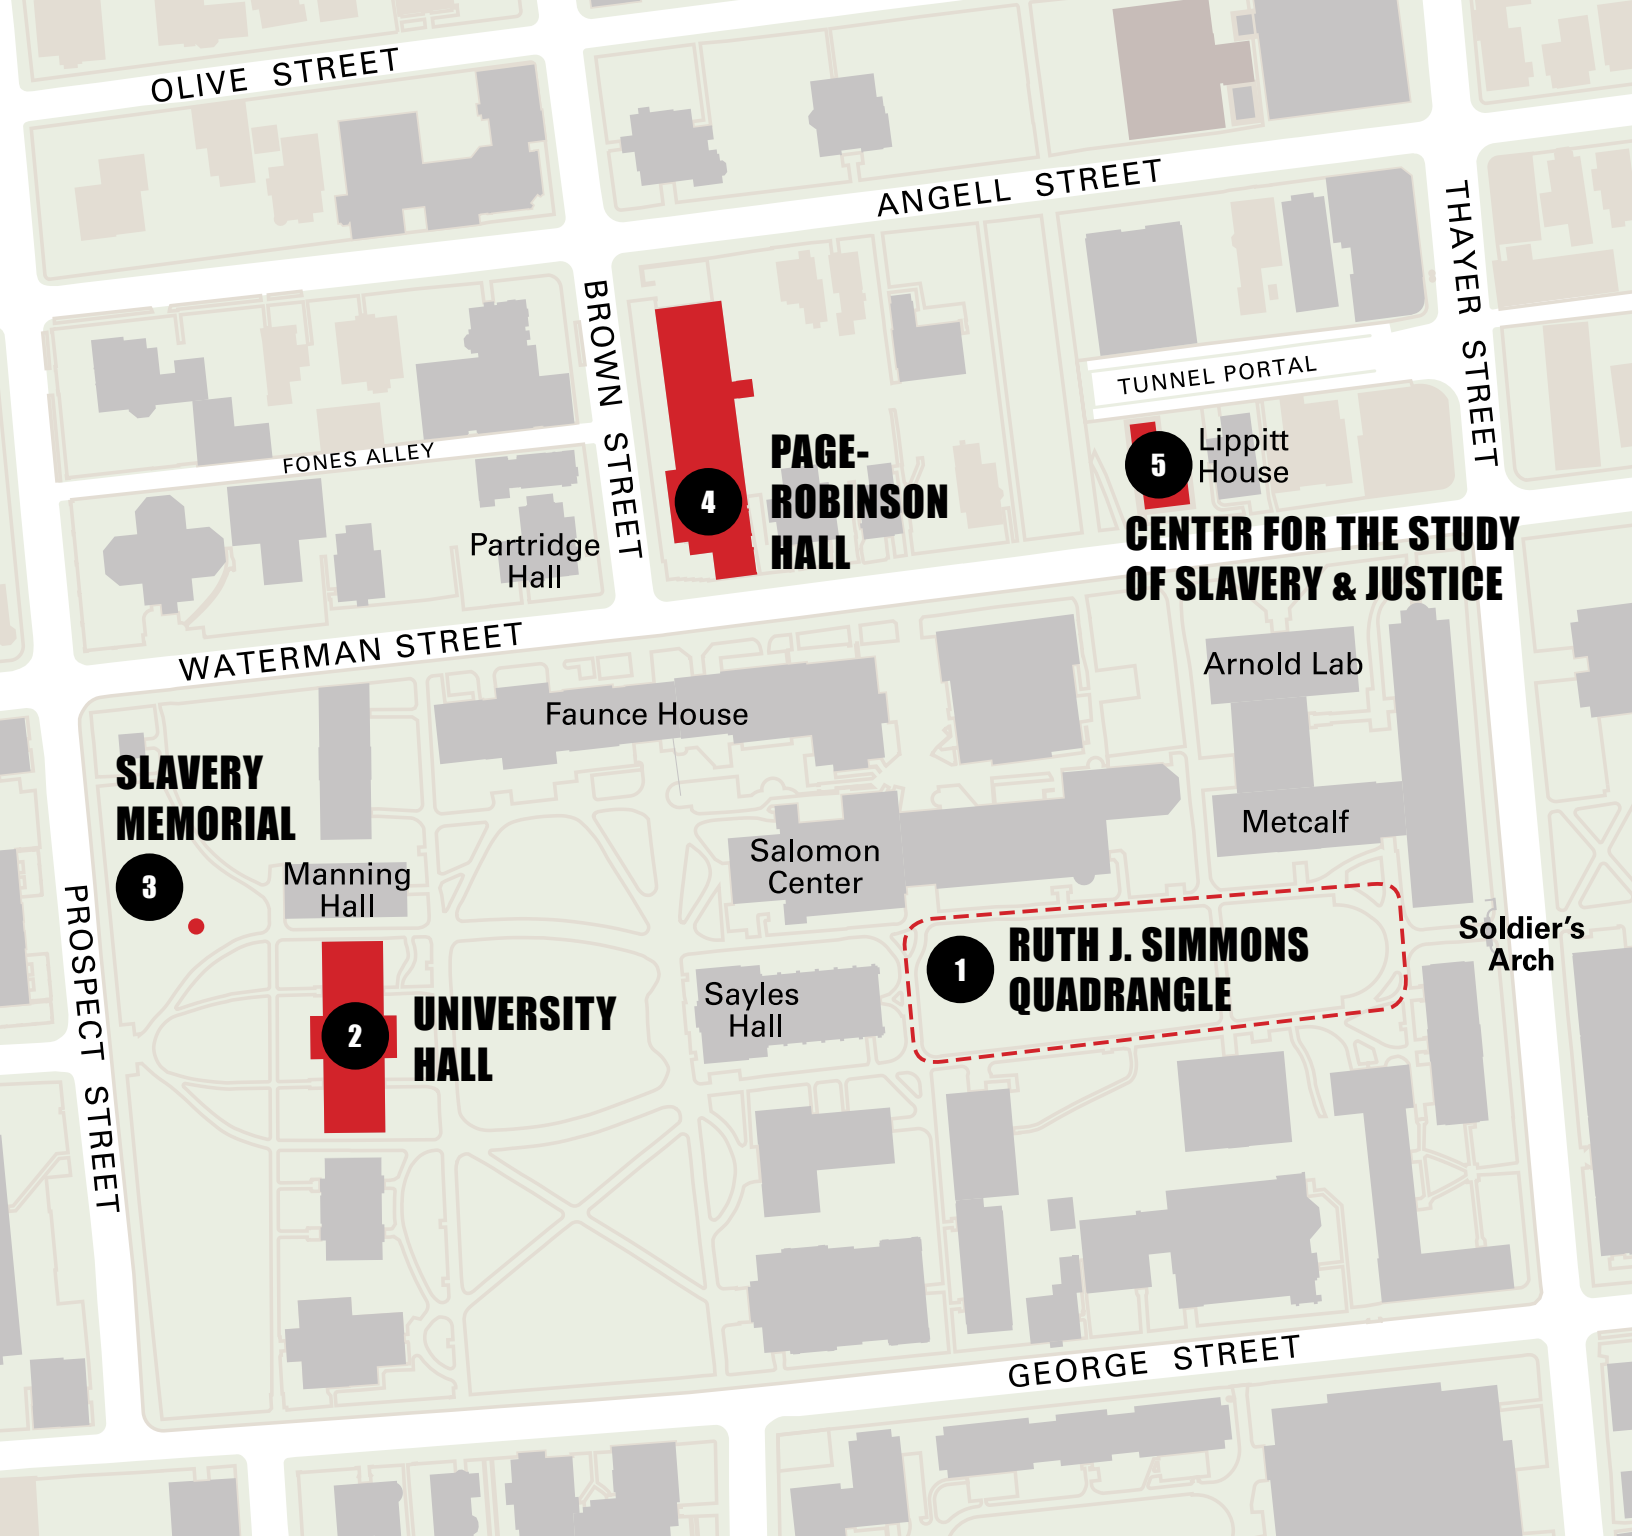 OLIVE STREET
ANGELL STREET
THAYER STREET
BROWN STREET
TUNNEL PORTAL
FONES ALLEY
PAGE-
ROBINSON
HALL
4
5
Lippitt
House
CENTER FOR THE STUDY
OF SLAVERY & JUSTICE
Partridge
Hall
WATERMAN STREET
Arnold Lab
Faunce House
SLAVERY
MEMORIAL
3
Manning
Hall
Salomon
Center
Metcalf
PROSPECT STREET
1
RUTH J. SIMMONS
QUADRANGLE
Soldier’s
Arch
2
UNIVERSITY
HALL
Sayles
Hall
GEORGE STREET